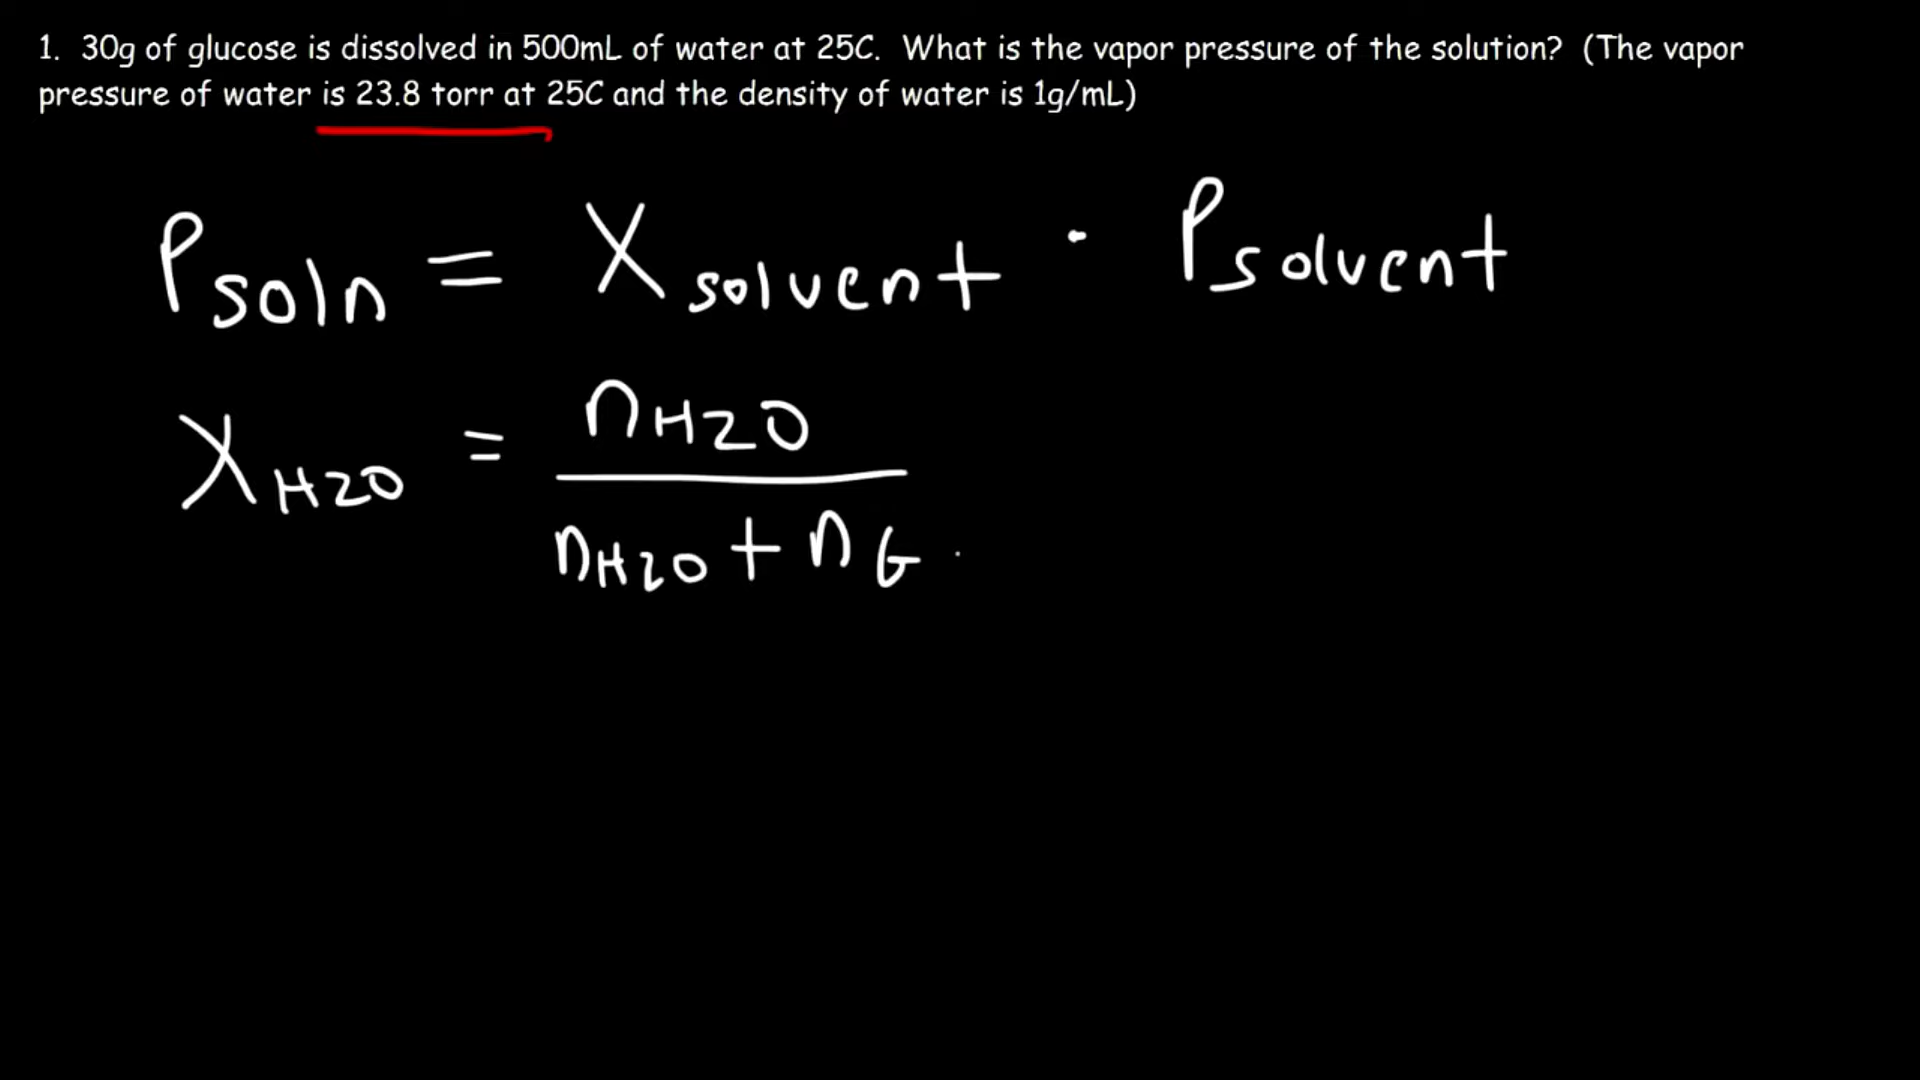 1. 30g of glucose is dissolved in 500mL of water at 25C. What is the vapor pressure of the solution? (The vapor
pressure of water is 23.8 torr at 25C and the density of water is 1g/mL)
Psoln = Xsolvent · Psolvent
XH2O = nH2O
nH2O + nG